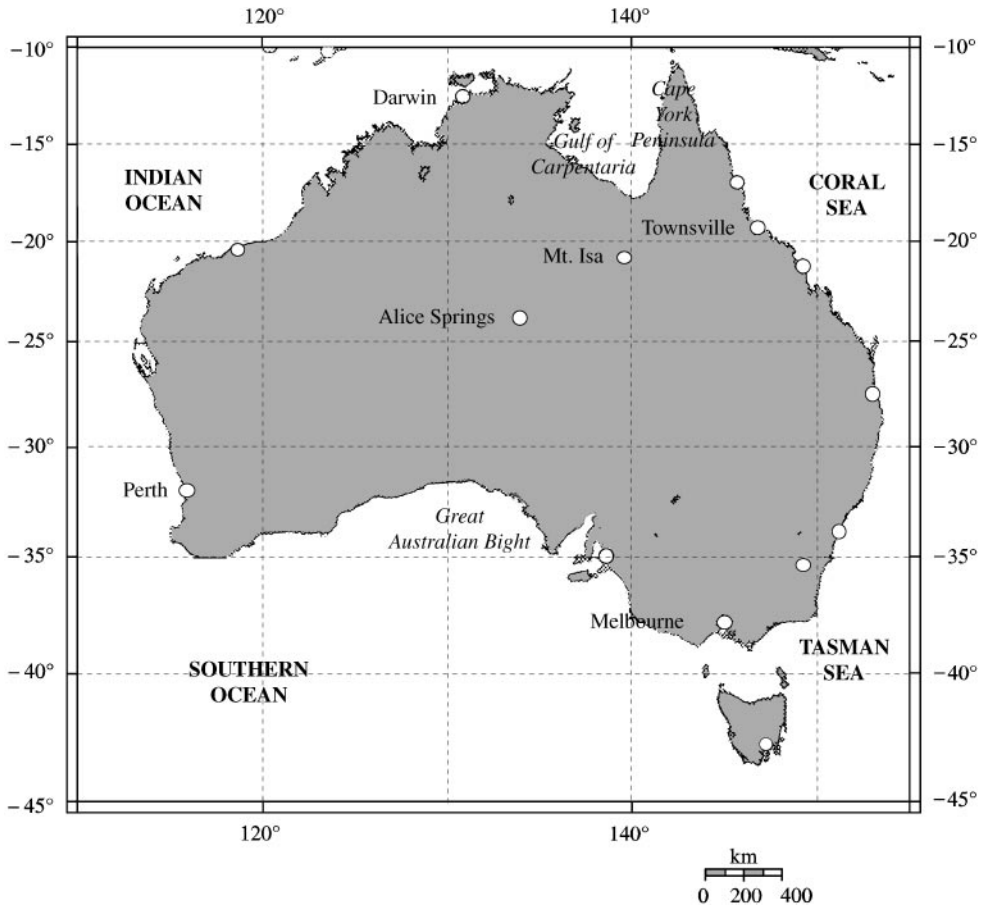 120° 140°
−10° −10°
Darwin
Cape
York
Peninsula
−15° −15°
Gulf of
Carpentaria
INDIAN
OCEAN
CORAL
SEA
Townsville
−20° −20°
Mt. Isa
Alice Springs
−25° −25°
−30° −30°
Perth
Great
Australian Bight
−35° −35°
Melbourne
TASMAN
SEA
SOUTHERN
OCEAN
−40° −40°
−45° −45°
120° 140°
km
0 200 400